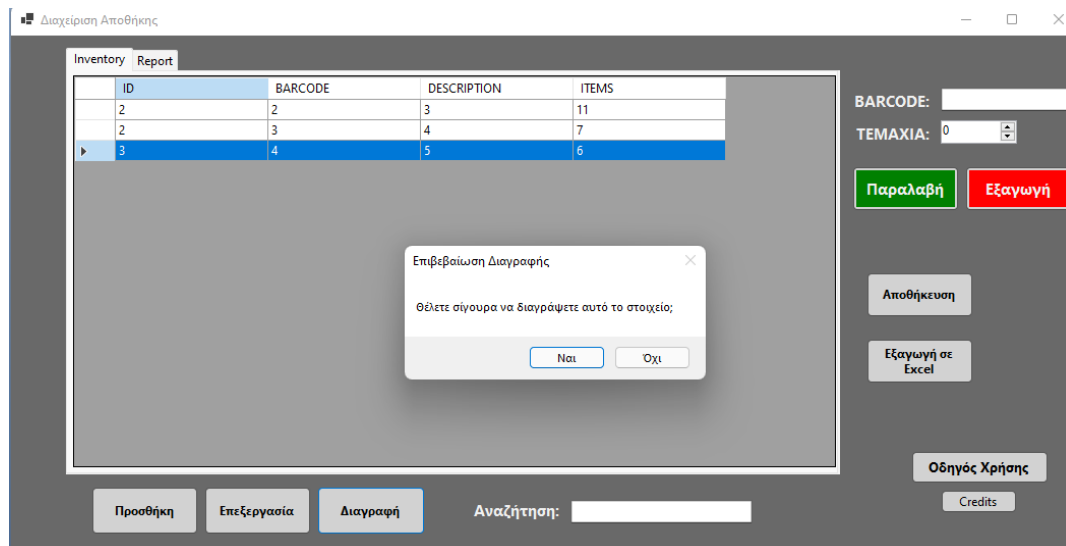 Διαχείριση Αποθήκης
Inventory Report
ID BARCODE DESCRIPTION ITEMS
2 2 3 11
2 3 4 7
3 4 5 6
BARCODE:
ΤΕΜΑΧΙΑ: 0
Παραλαβή Εξαγωγή
Επιβεβαίωση Διαγραφής
Θέλετε σίγουρα να διαγράψετε αυτό το στοιχείο;
Ναι Όχι
Αποθήκευση
Εξαγωγή σε
Excel
Οδηγός Χρήσης
Credits
Προσθήκη Επεξεργασία Διαγραφή Αναζήτηση: